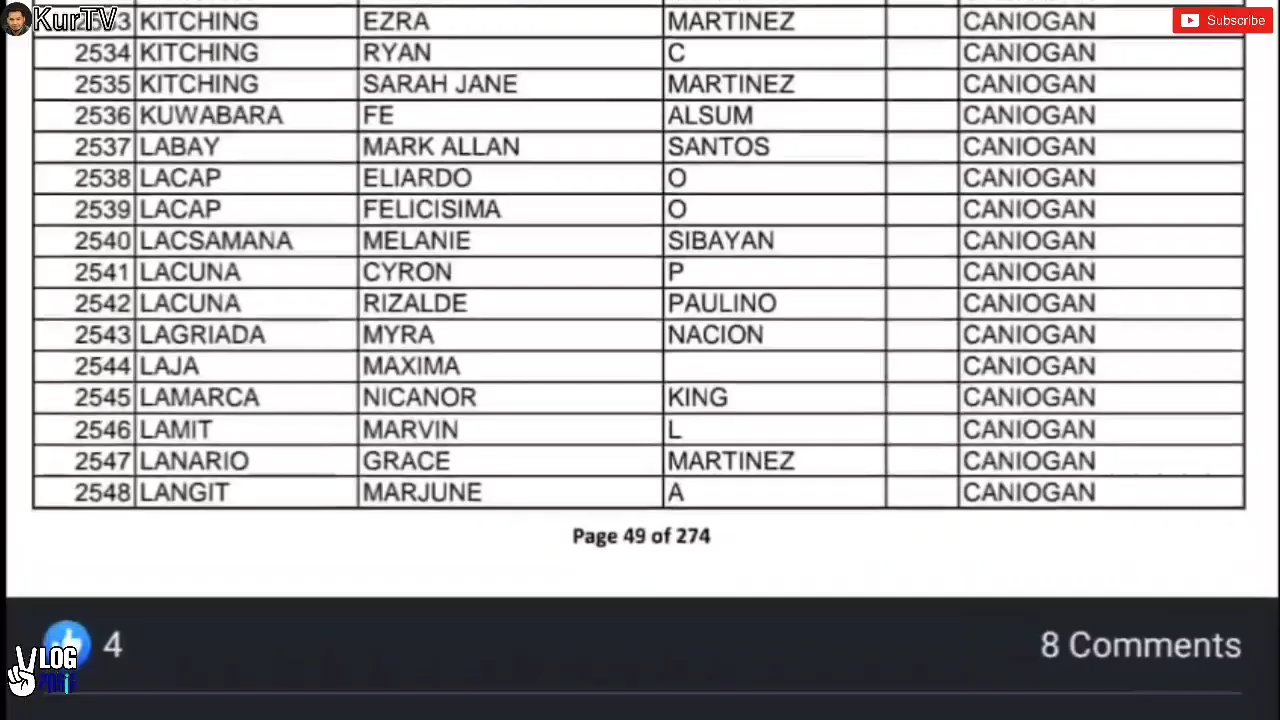 KurTV
Subscribe
2533 KITCHING EZRA MARTINEZ CANIOGAN
2534 KITCHING RYAN C CANIOGAN
2535 KITCHING SARAH JANE MARTINEZ CANIOGAN
2536 KUWABARA FE ALSUM CANIOGAN
2537 LABAY MARK ALLAN SANTOS CANIOGAN
2538 LACAP ELIARDO O CANIOGAN
2539 LACAP FELICISIMA O CANIOGAN
2540 LACSAMANA MELANIE SIBAYAN CANIOGAN
2541 LACUNA CYRON P CANIOGAN
2542 LACUNA RIZALDE PAULINO CANIOGAN
2543 LAGRIADA MYRA NACION CANIOGAN
2544 LAJA MAXIMA CANIOGAN
2545 LAMARCA NICANOR KING CANIOGAN
2546 LAMIT MARVIN L CANIOGAN
2547 LANARIO GRACE MARTINEZ CANIOGAN
2548 LANGIT MARJUNE A CANIOGAN
Page 49 of 274
4
8 Comments
VLOG